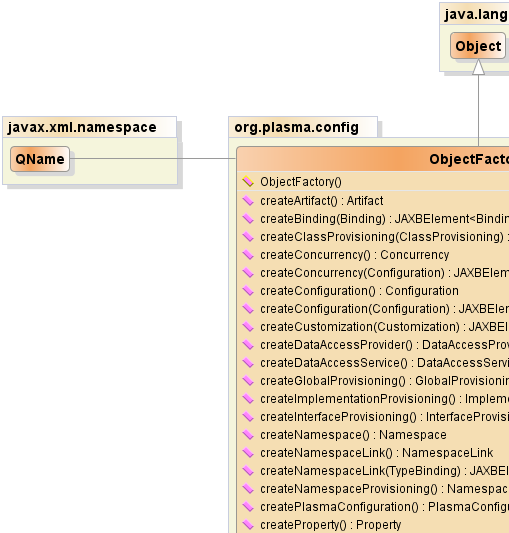 java.lang
Object
javax.xml.namespace
QName
org.plasma.config
ObjectFacto
ObjectFactory()
createArtifact() : Artifact
createBinding(Binding) : JAXBElement<Bindin
createClassProvisioning(ClassProvisioning) :
createConcurrency() : Concurrency
createConcurrency(Configuration) : JAXBElem
createConfiguration() : Configuration
createConfiguration(Configuration) : JAXBEler
createCustomization(Customization) : JAXBEl
createDataAccessProvider() : DataAccessProv
createDataAccessService() : DataAccessServi
createGlobalProvisioning() : GlobalProvisionin
createImplementationProvisioning() : Impleme
createInterfaceProvisioning() : InterfaceProvisi
createNamespace() : Namespace
createNamespaceLink() : NamespaceLink
createNamespaceLink(TypeBinding) : JAXBEl
createNamespaceProvisioning() : Namespac
createPlasmaConfiguration() : PlasmaConfigu
createProperty() : Property